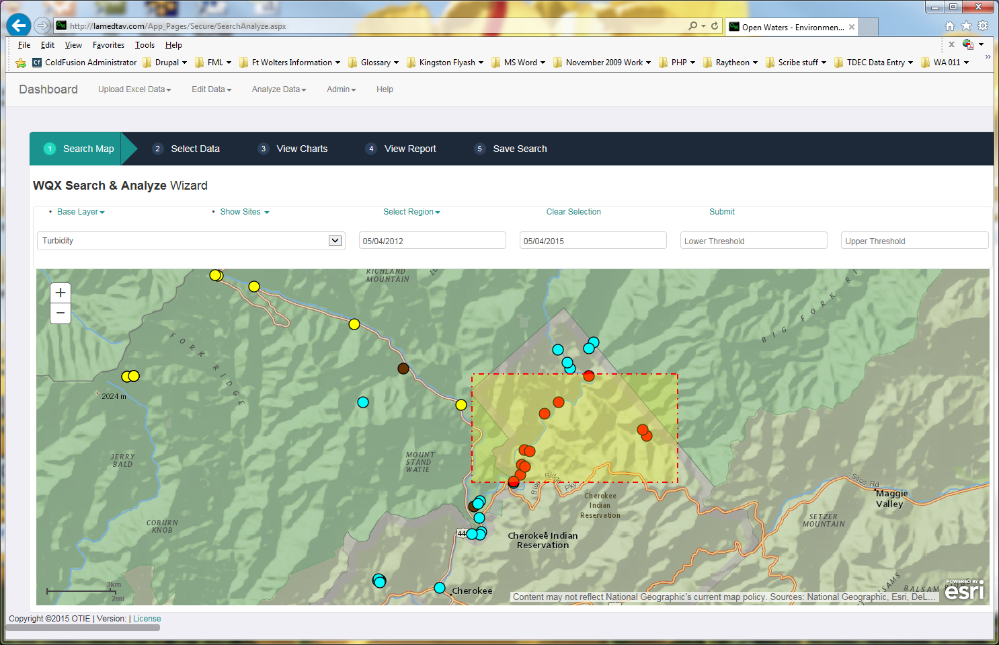 http://lamedtav.com/App_Pages/Secure/SearchAnalyze.aspx
Open Waters - Environmen...
File Edit View Favorites Tools Help
ColdFusion Administrator Drupal FML Ft Wolters Information Glossary Kingston Flyash MS Word November 2009 Work PHP Raytheon Scribe stuff TDEC Data Entry WA 011
Dashboard Upload Excel Data Edit Data Analyze Data Admin Help
1 Search Map 2 Select Data 3 View Charts 4 View Report 5 Save Search
WQX Search & Analyze Wizard
• Base Layer • Show Sites Select Region Clear Selection Submit
Turbidity 05/04/2012 05/04/2015 Lower Threshold Upper Threshold
RICHLAND
MOUNTAIN
+
−
FORK RIDGE
BIG FORK RI
2024 m
JERRY
BALD
MOUNT
STAND
WATIE
Blue Ridge Pky
Soco Rd
Maggie
Valley
Cherokee
Indian
Reservation
SETZER
MOUNTAIN
COBURN
KNOB
44
Cherokee Indian
Reservation
3km
2mi
Cherokee
BALSAMS
BALSAM
Content may not reflect National Geographic's current map policy. Sources: National Geographic, Esri, DeL...
POWERED BY
esri
Copyright ©2015 OTIE | Version: | License